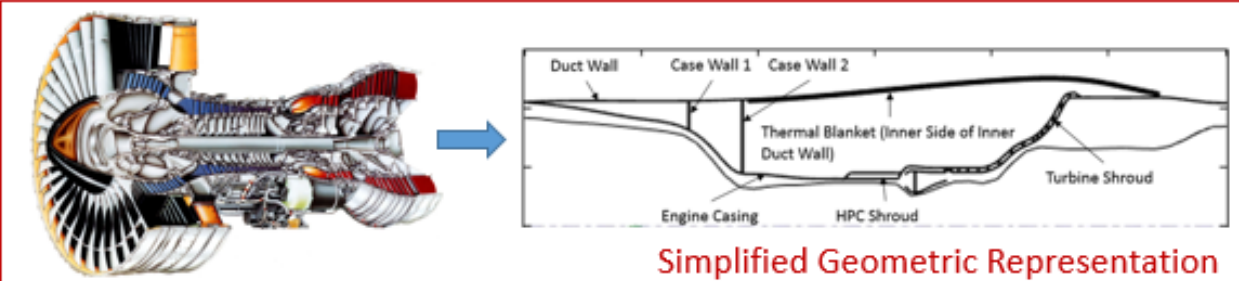 Duct Wall
Case Wall 1
Case Wall 2
Thermal Blanket (Inner Side of Inner
Duct Wall)
Turbine Shroud
Engine Casing
HPC Shroud
Simplified Geometric Representation